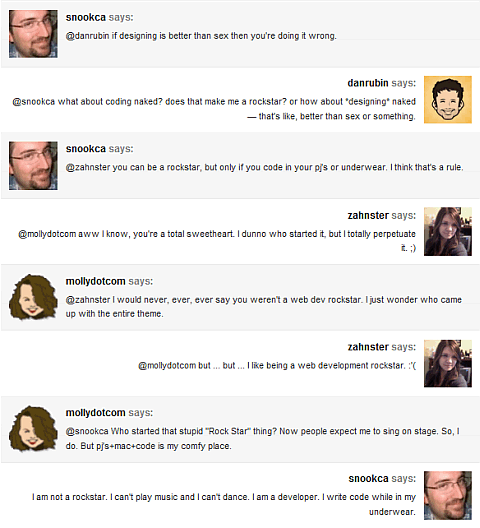 snookca says:
@danrubin if designing is better than sex then you're doing it wrong.
danrubin says:
@snookca what about coding naked? does that make me a rockstar? or how about *designing* naked
— that's like, better than sex or something.
snookca says:
@zahnster you can be a rockstar, but only if you code in your pj's or underwear. I think that's a rule.
zahnster says:
@mollydotcom aww I know, you're a total sweetheart. I dunno who started it, but I totally perpetuate
it. ;)
mollydotcom says:
@zahnster I would never, ever, ever say you weren't a web dev rockstar. I just wonder who came
up with the entire theme.
zahnster says:
@mollydotcom but ... but ... I like being a web development rockstar. :'(
mollydotcom says:
@snookca Who started that stupid "Rock Star" thing? Now people expect me to sing on stage. So, I
do. But pj's+mac+code is my comfy place.
snookca says:
I am not a rockstar. I can't play music and I can't dance. I am a developer. I write code while in my
underwear.